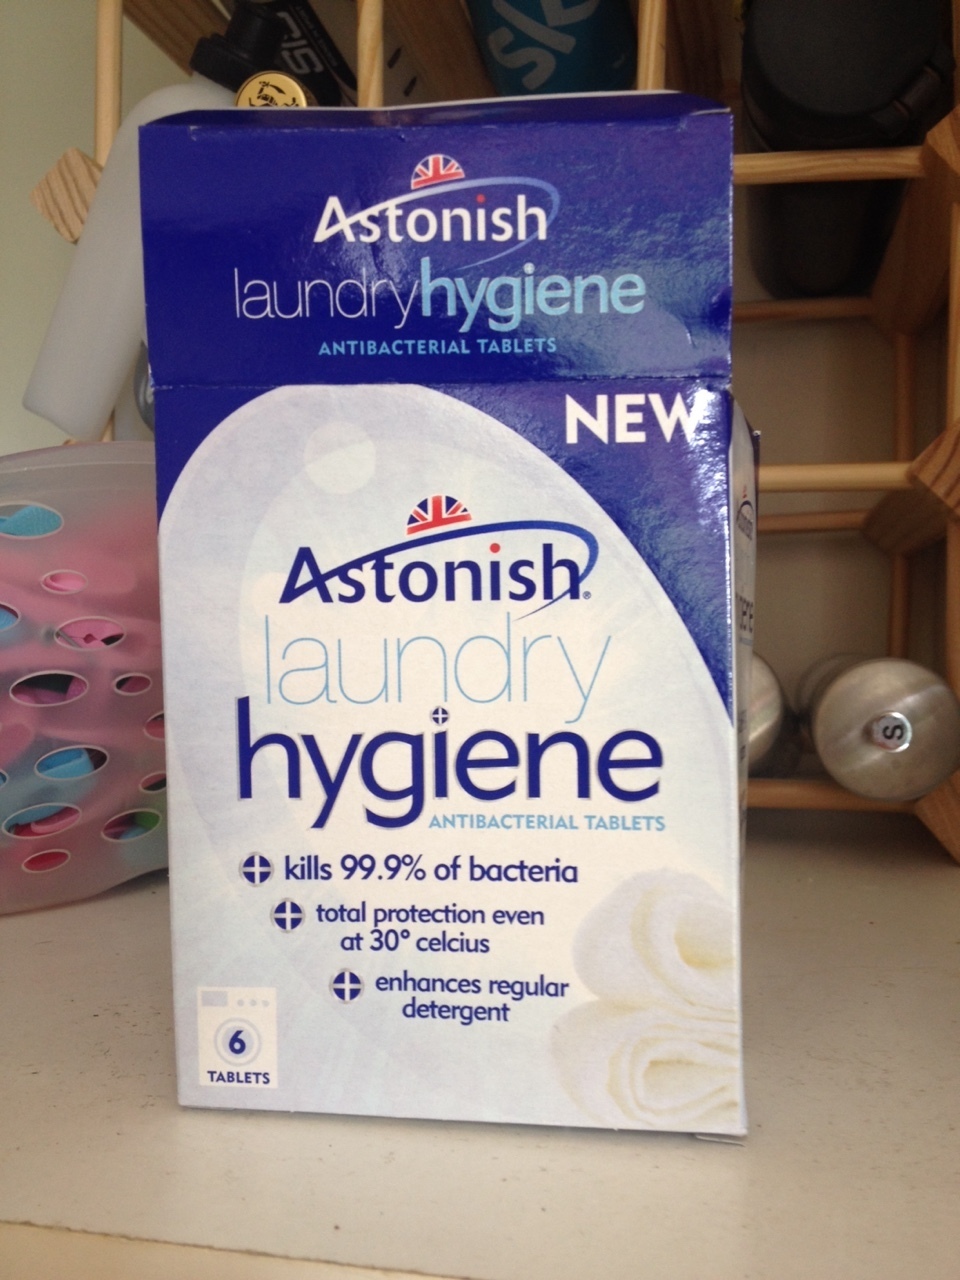 Astonish
laundryhygiene
ANTIBACTERIAL TABLETS
NEW
Astonish®
laundry
hygiene
ANTIBACTERIAL TABLETS
kills 99.9% of bacteria
total protection even
at 30° celcius
enhances regular
detergent
6
TABLETS
S